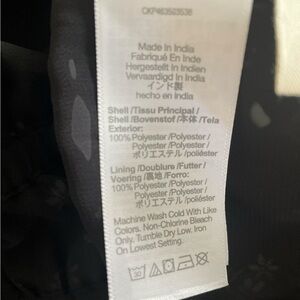 Made in India
Fabriqué En Inde
Hergestellt In Indien
Vervaardigd In India
インド製
hecho en India
Shell /Tissu Principal /
Shell /Bovenstof /本体 /Tela
Exterior:
100% Polyester /Polyester /
Polyester /Polyester /
ポリエステル /poliéster
Lining /Doublure /Futter /
Voering /裏地 /Forro:
100% Polyester /Polyester /
Polyester /Polyester /
ポリエステル /poliéster
Machine Wash Cold With Like
Colors. Non-Chlorine Bleach
Only. Tumble Dry Low. Iron
On Lowest Setting.
30